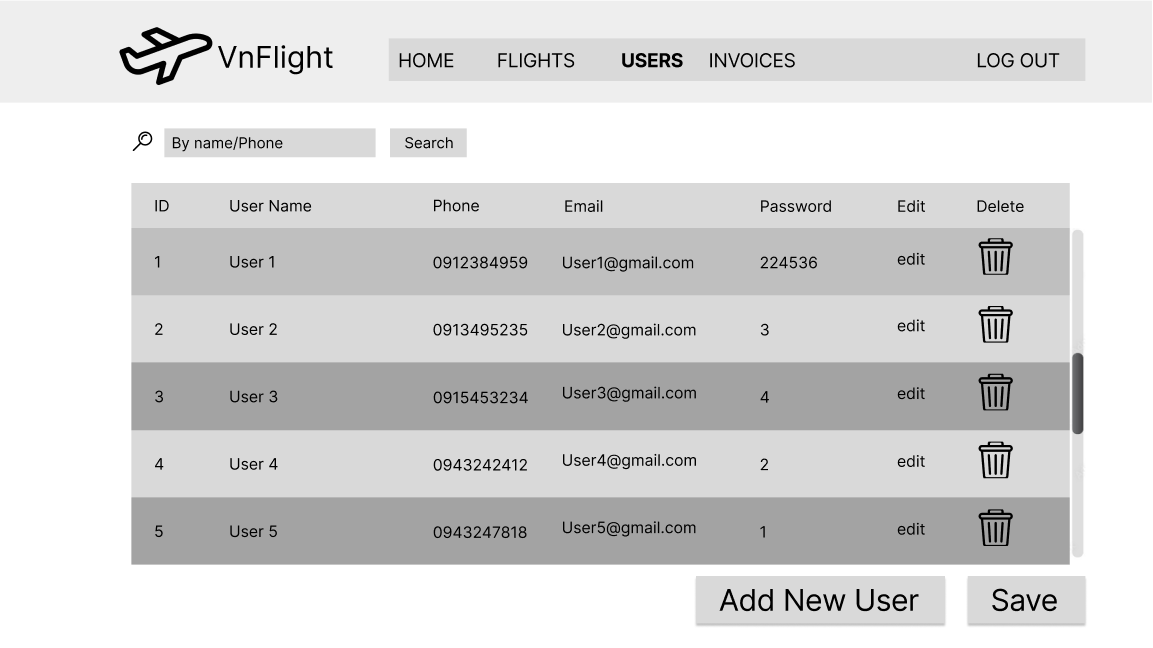 VnFlight
HOME FLIGHTS USERS INVOICES LOG OUT
By name/Phone Search
ID User Name Phone Email Password Edit Delete
1 User 1 0912384959 User1@gmail.com 224536 edit
2 User 2 0913495235 User2@gmail.com 3 edit
3 User 3 0915453234 User3@gmail.com 4 edit
4 User 4 0943242412 User4@gmail.com 2 edit
5 User 5 0943247818 User5@gmail.com 1 edit
Add New User Save